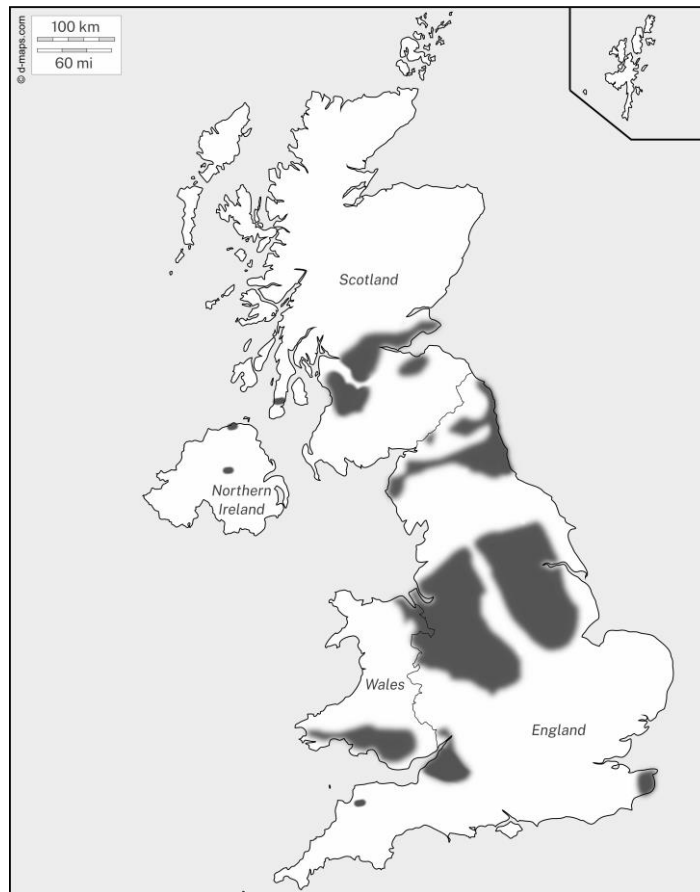 © d-maps.com
100 km
60 mi
Scotland
Northern
Ireland
Wales
England